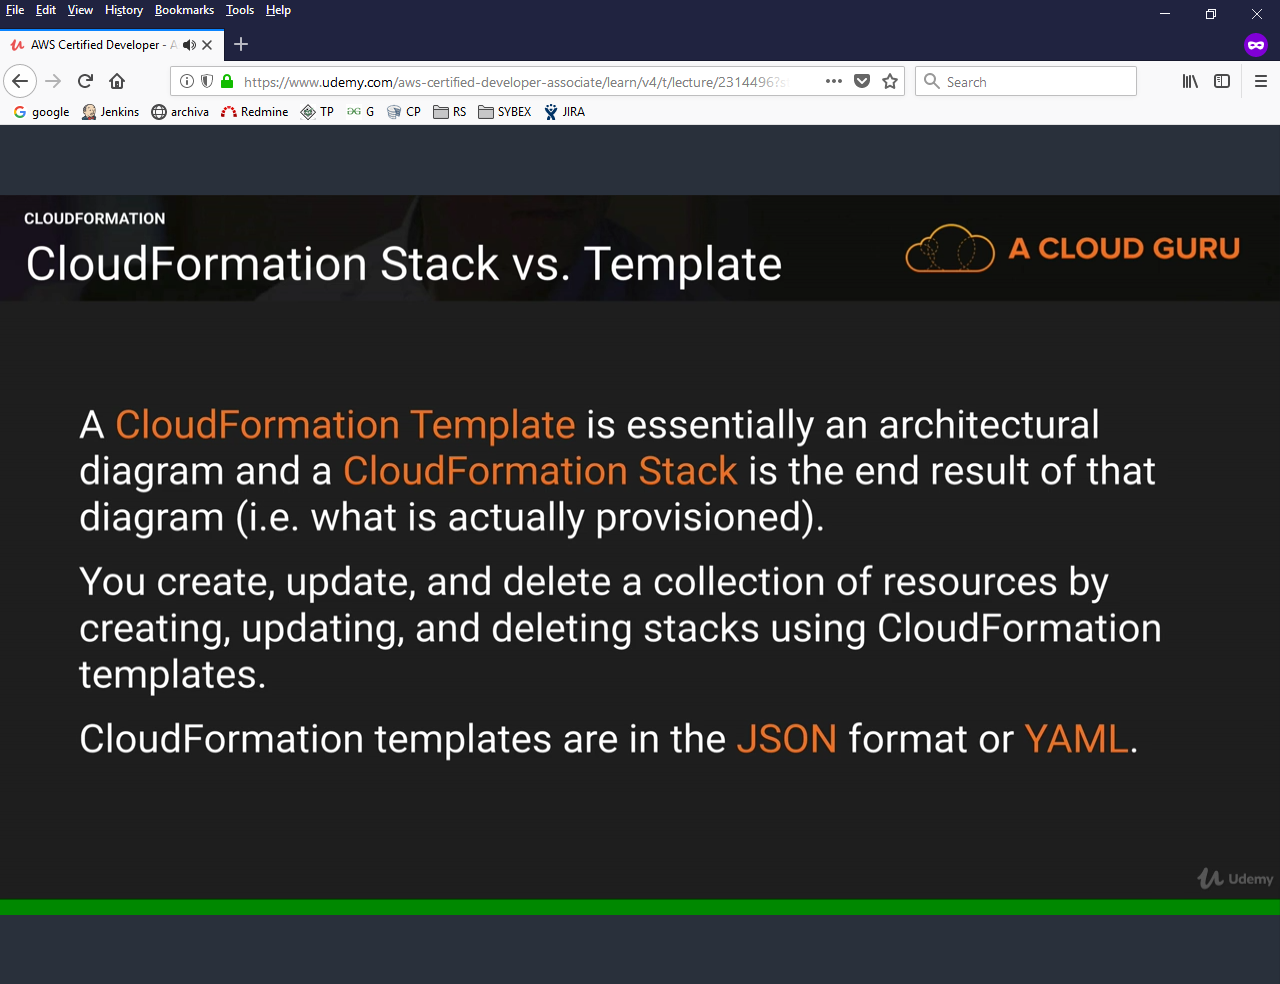 File Edit View History Bookmarks Tools Help
AWS Certified Developer - A
https://www.udemy.com/aws-certified-developer-associate/learn/v4/t/lecture/2314496?s
Search
google Jenkins archiva Redmine TP G CP RS SYBEX JIRA
CLOUDFORMATION
CloudFormation Stack vs. Template
A CLOUD GURU
A CloudFormation Template is essentially an architectural
diagram and a CloudFormation Stack is the end result of that
diagram (i.e. what is actually provisioned).
You create, update, and delete a collection of resources by
creating, updating, and deleting stacks using CloudFormation
templates.
CloudFormation templates are in the JSON format or YAML.
Udemy